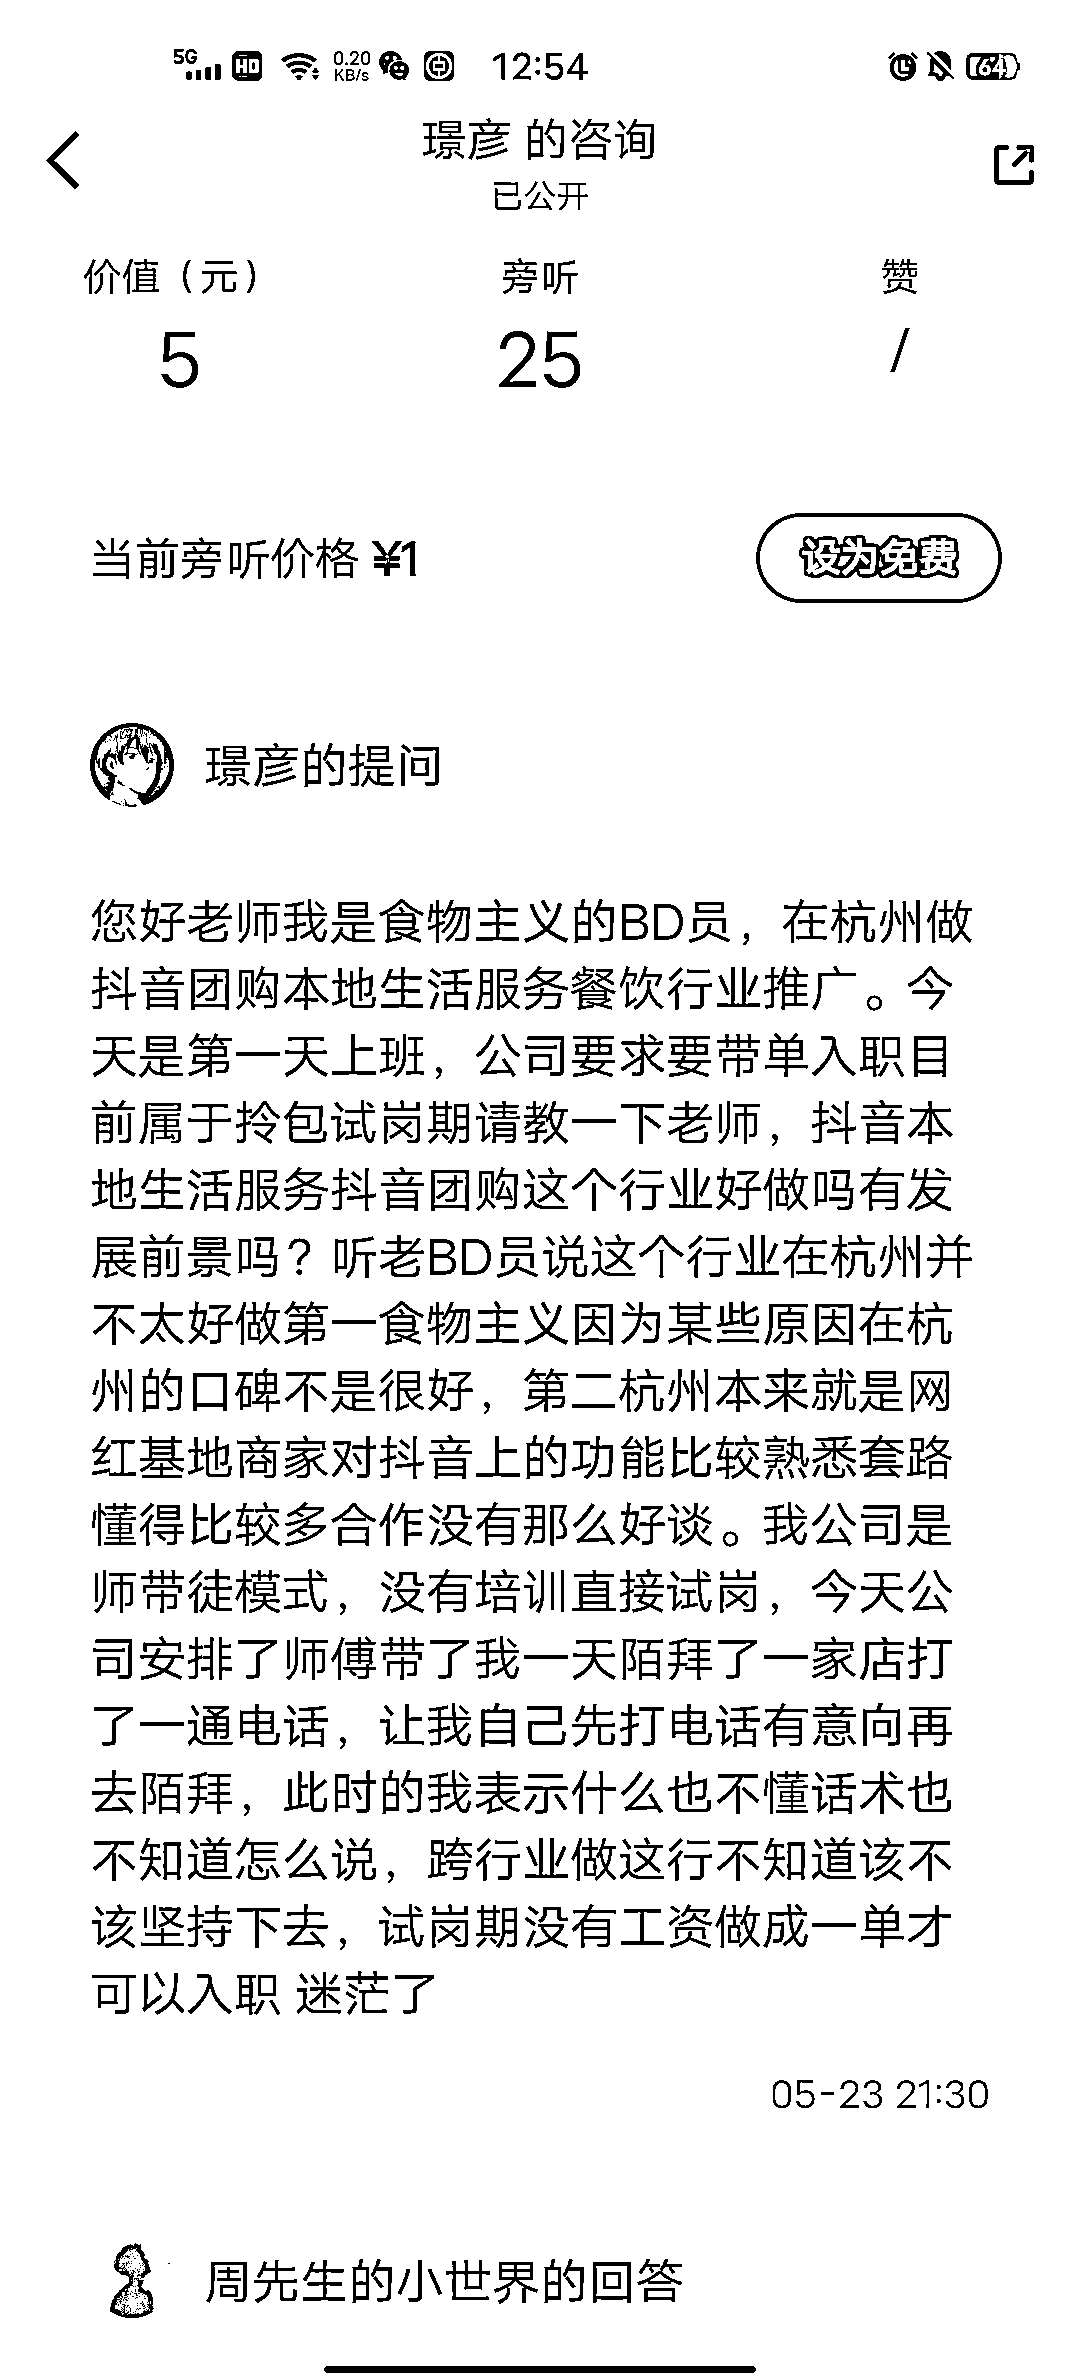 5G HD 0.20 KB/s 12:54 64
璟彦 的咨询
已公开
价值（元） 旁听 赞
5 25 /
当前旁听价格 ¥1 设为免费
璟彦的提问
您好老师我是食物主义的BD员，在杭州做
抖音团购本地生活服务餐饮行业推广。今
天是第一天上班，公司要求要带单入职目
前属于拎包试岗期请教一下老师，抖音本
地生活服务抖音团购这个行业好做吗有发
展前景吗？听老BD员说这个行业在杭州并
不太好做第一食物主义因为某些原因在杭
州的口碑不是很好，第二杭州本来就是网
红基地商家对抖音上的功能比较熟悉套路
懂得比较多合作没有那么好谈。我公司是
师带徒模式，没有培训直接试岗，今天公
司安排了师傅带了我一天陌拜了一家店打
了一通电话，让我自己先打电话有意向再
去陌拜，此时的我表示什么也不懂话术也
不知道怎么说，跨行业做这行不知道该不
该坚持下去，试岗期没有工资做成一单才
可以入职 迷茫了
05-23 21:30
周先生的小世界的回答